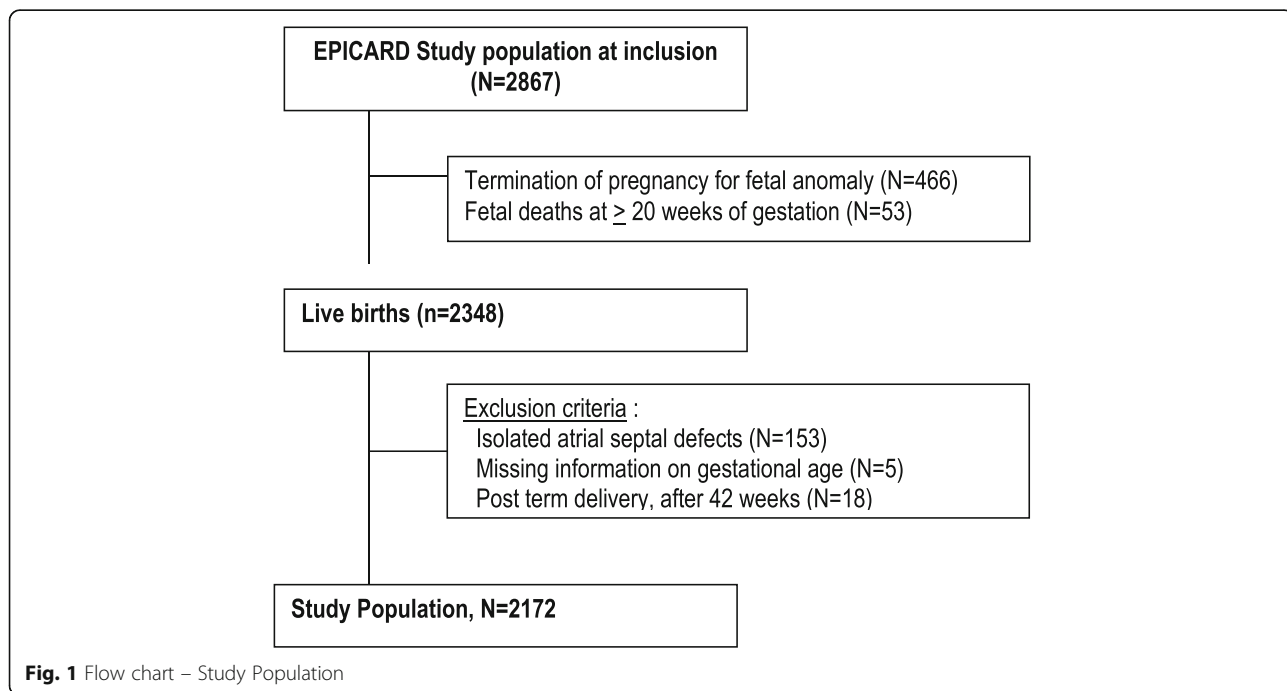 EPICARD Study population at inclusion
(N=2867)
Termination of pregnancy for fetal anomaly (N=466)
Fetal deaths at ≥ 20 weeks of gestation (N=53)
Live births (n=2348)
Exclusion criteria :
Isolated atrial septal defects (N=153)
Missing information on gestational age (N=5)
Post term delivery, after 42 weeks (N=18)
Study Population, N=2172
Fig. 1 Flow chart – Study Population